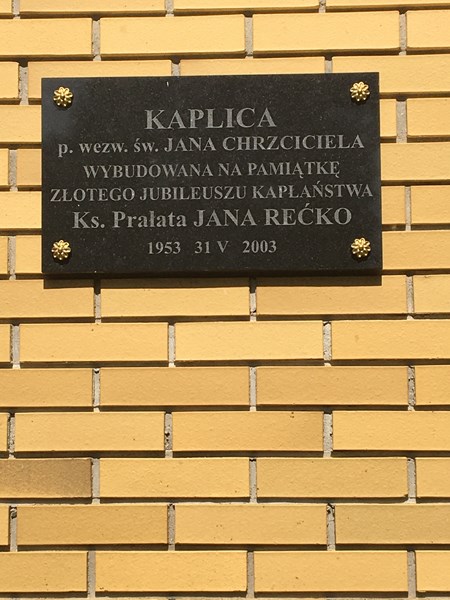 KAPLICA
p. wezw. św. JANA CHRZCICIELA
WYBUDOWANA NA PAMIĄTKĘ
ZŁOTEGO JUBILEUSZU KAPŁAŃSTWA
Ks. Prałata JANA REĆKO
1953 31 V 2003